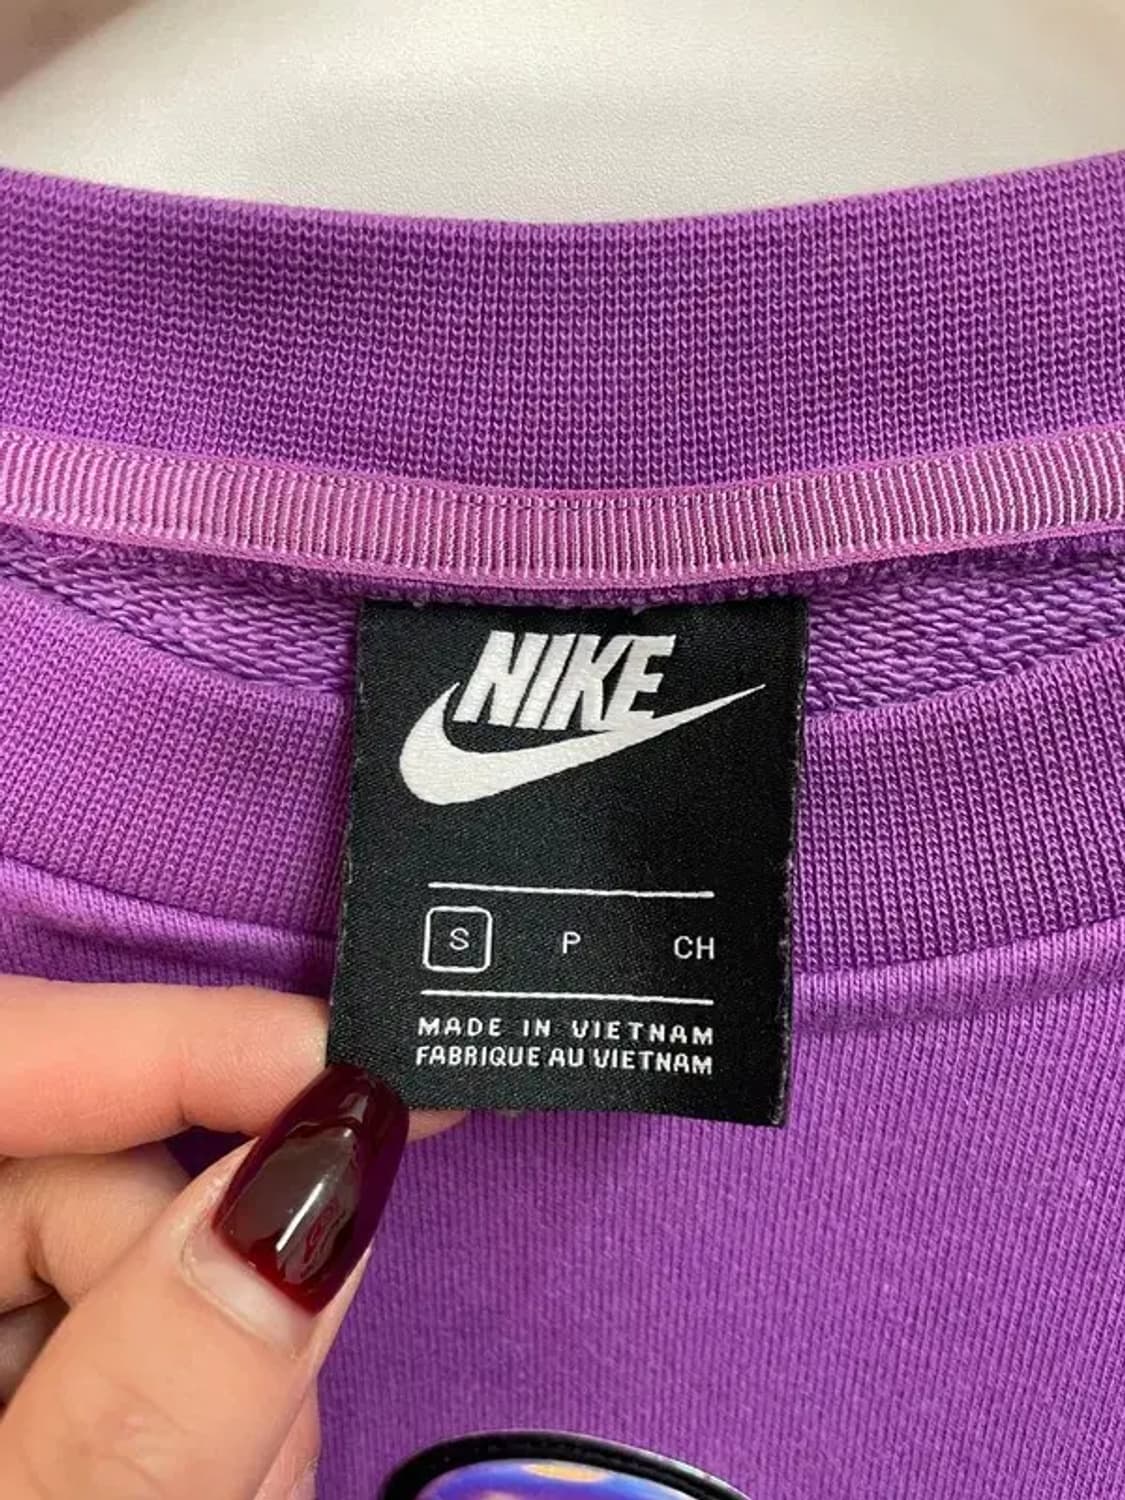 NIKE
S P CH
MADE IN VIETNAM
FABRIQUE AU VIETNAM